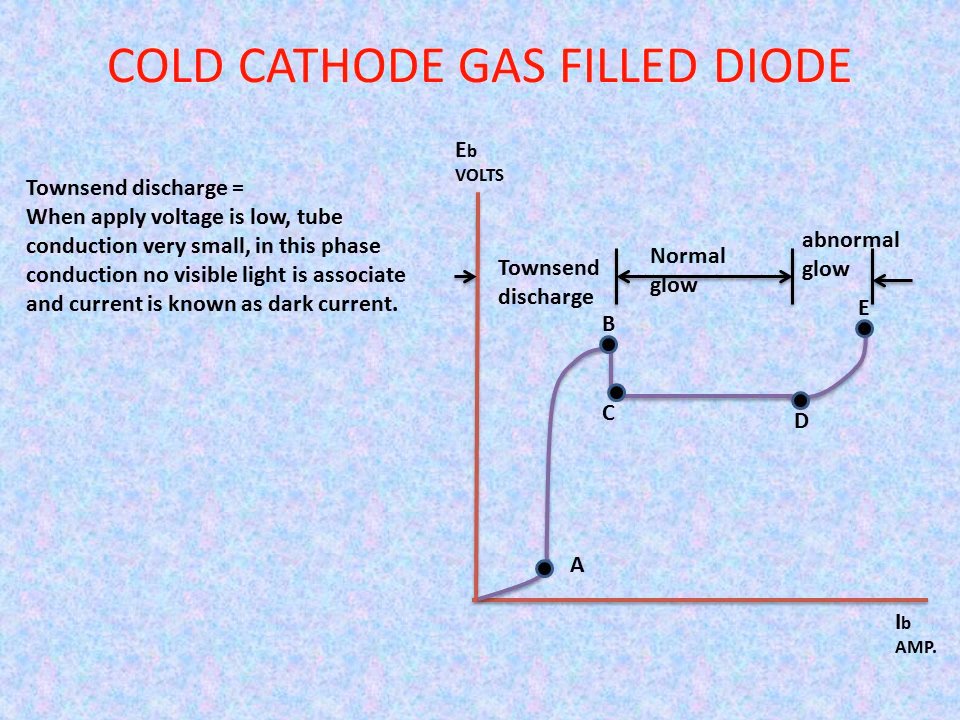 COLD CATHODE GAS FILLED DIODE
Townsend discharge =
When apply voltage is low, tube
conduction very small, in this phase
conduction no visible light is associate
and current is known as dark current.
Eb
VOLTS
Townsend
discharge
Normal
glow
abnormal
glow
B
E
C
D
A
Ib
AMP.